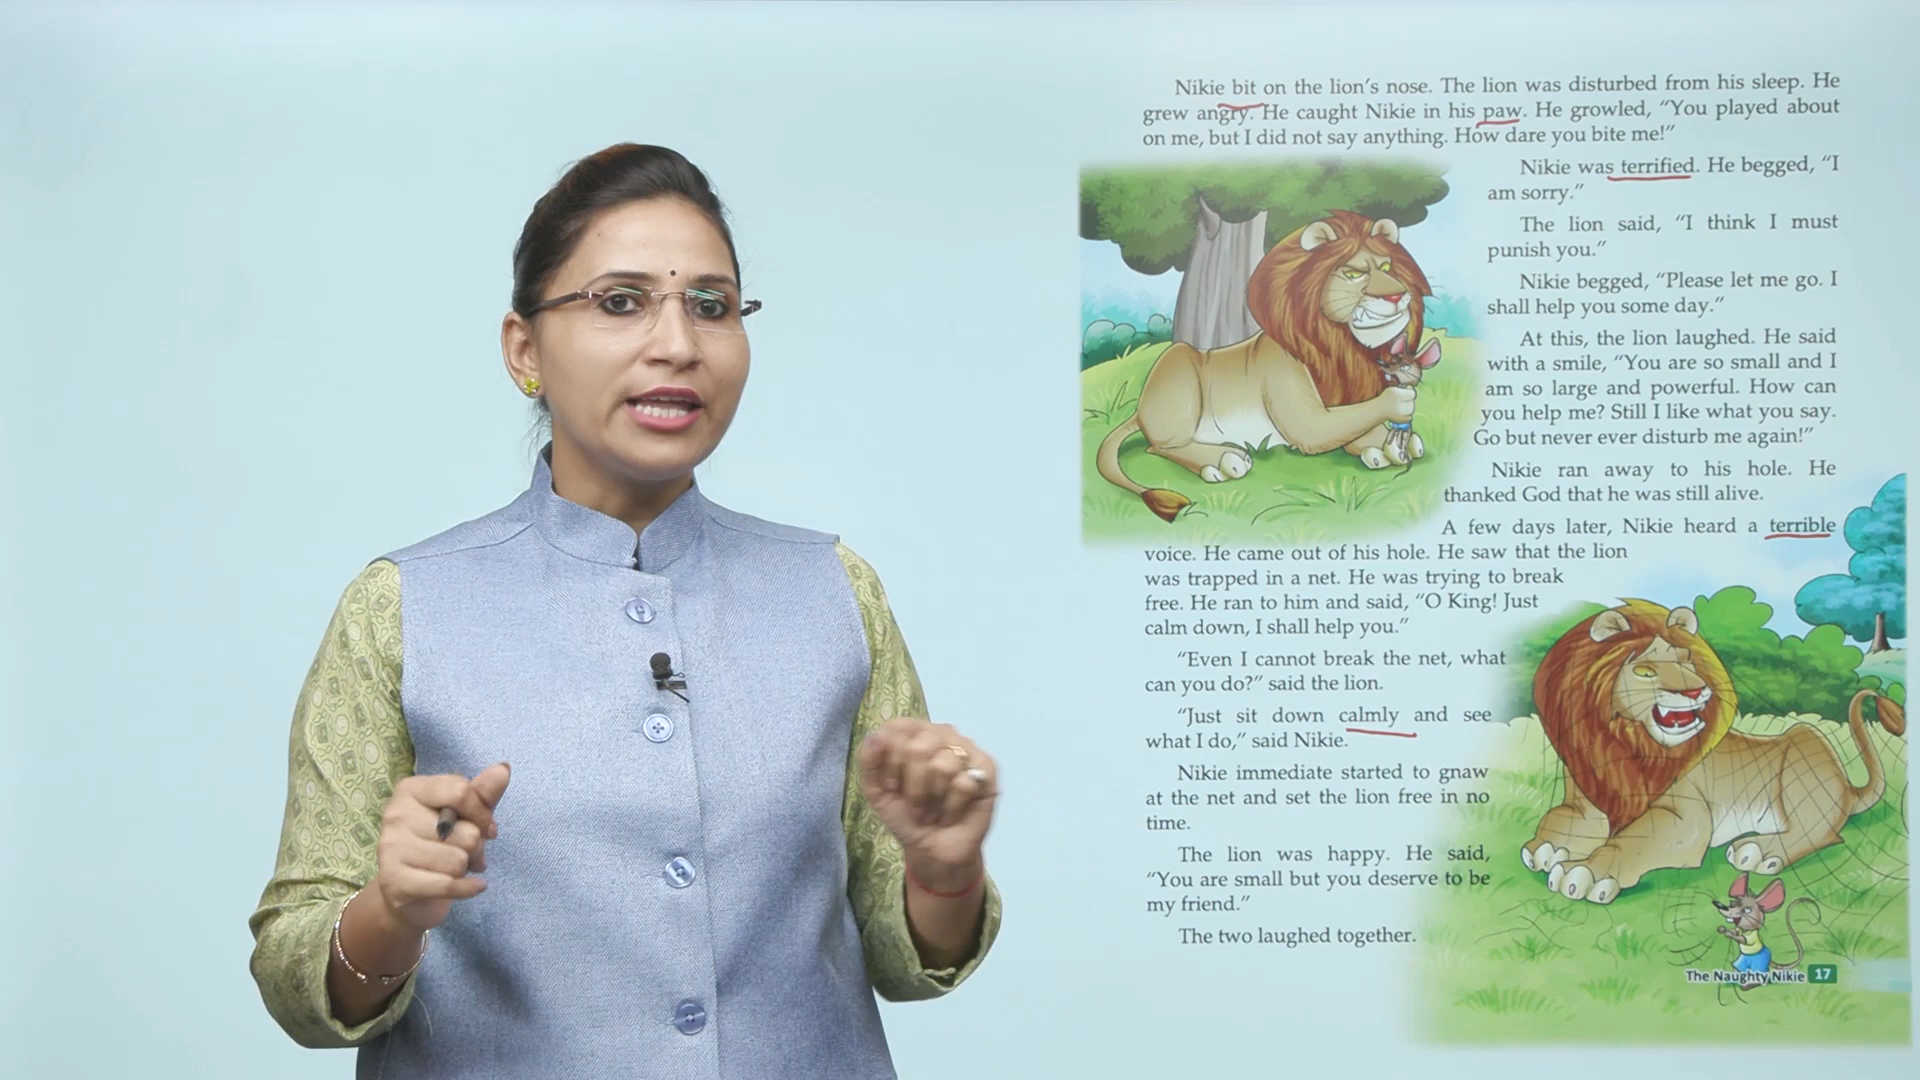 Nikie bit on the lion's nose. The lion was disturbed from his sleep. He
grew angry. He caught Nikie in his paw. He growled, "You played about
on me, but I did not say anything. How dare you bite me!"
Nikie was terrified. He begged, "I
am sorry."
The lion said, "I think I must
punish you."
Nikie begged, "Please let me go. I
shall help you some day."
At this, the lion laughed. He said
with a smile, "You are so small and I
am so large and powerful. How can
you help me? Still I like what you say.
Go but never ever disturb me again!"
Nikie ran away to his hole. He
thanked God that he was still alive.
A few days later, Nikie heard a terrible
voice. He came out of his hole. He saw that the lion
was trapped in a net. He was trying to break
free. He ran to him and said, "O King! Just
calm down, I shall help you."
"Even I cannot break the net, what
can you do?" said the lion.
"Just sit down calmly and see
what I do," said Nikie.
Nikie immediate started to gnaw
at the net and set the lion free in no
time.
The lion was happy. He said,
"You are small but you deserve to be
my friend."
The two laughed together.
The Naughty Nikie 17